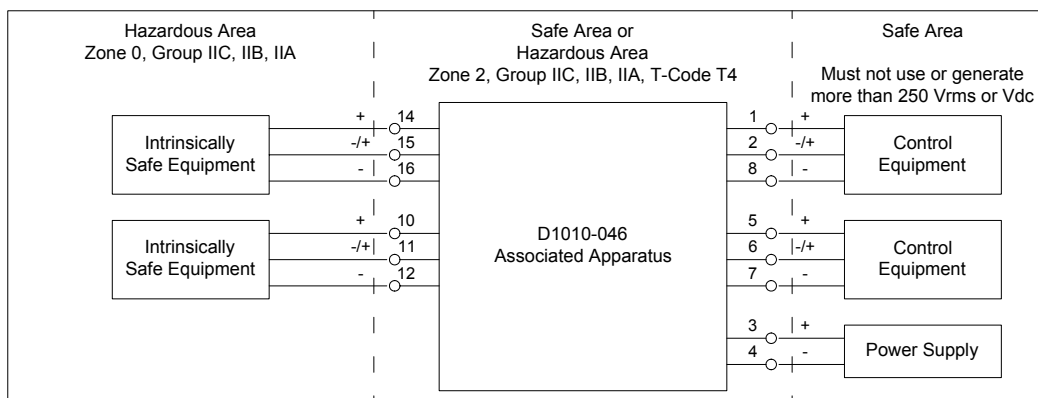 Hazardous Area
Zone 0, Group IIC, IIB, IIA
Safe Area or
Hazardous Area
Zone 2, Group IIC, IIB, IIA, T-Code T4
Safe Area
Must not use or generate
more than 250 Vrms or Vdc
Intrinsically
Safe Equipment
+ 14
-/+ 15
- 16
Intrinsically
Safe Equipment
+ 10
-/+ 11
- 12
D1010-046
Associated Apparatus
1 +
2 -/+
8 -
Control
Equipment
5 +
6 -/+
7 -
Control
Equipment
3 +
4 -
Power Supply